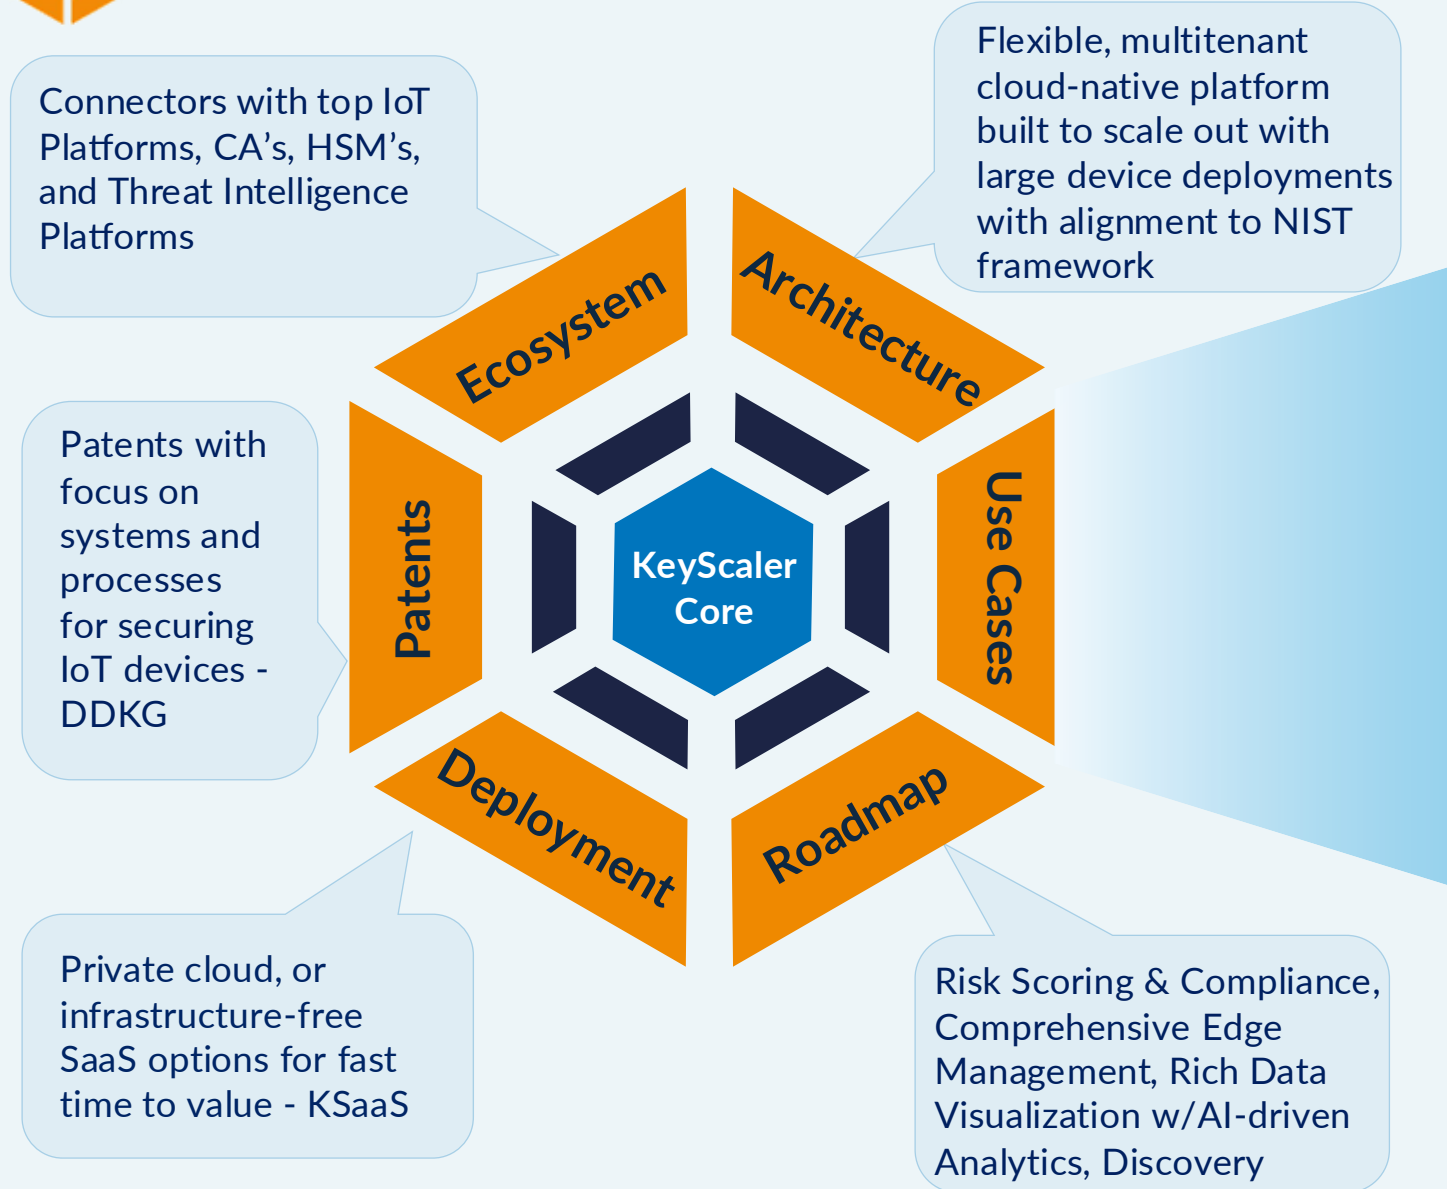 Connectors with top IoT
Platforms, CA’s, HSM’s,
and Threat Intelligence
Platforms
Flexible, multitenant
cloud-native platform
built to scale out with
large device deployments
with alignment to NIST
framework
Ecosystem
Architecture
Patents with
focus on
systems and
processes
for securing
IoT devices -
DDKG
Patents
KeyScaler
Core
Use Cases
Deployment
Roadmap
Private cloud, or
infrastructure-free
SaaS options for fast
time to value - KSaaS
Risk Scoring & Compliance,
Comprehensive Edge
Management, Rich Data
Visualization w/AI-driven
Analytics, Discovery